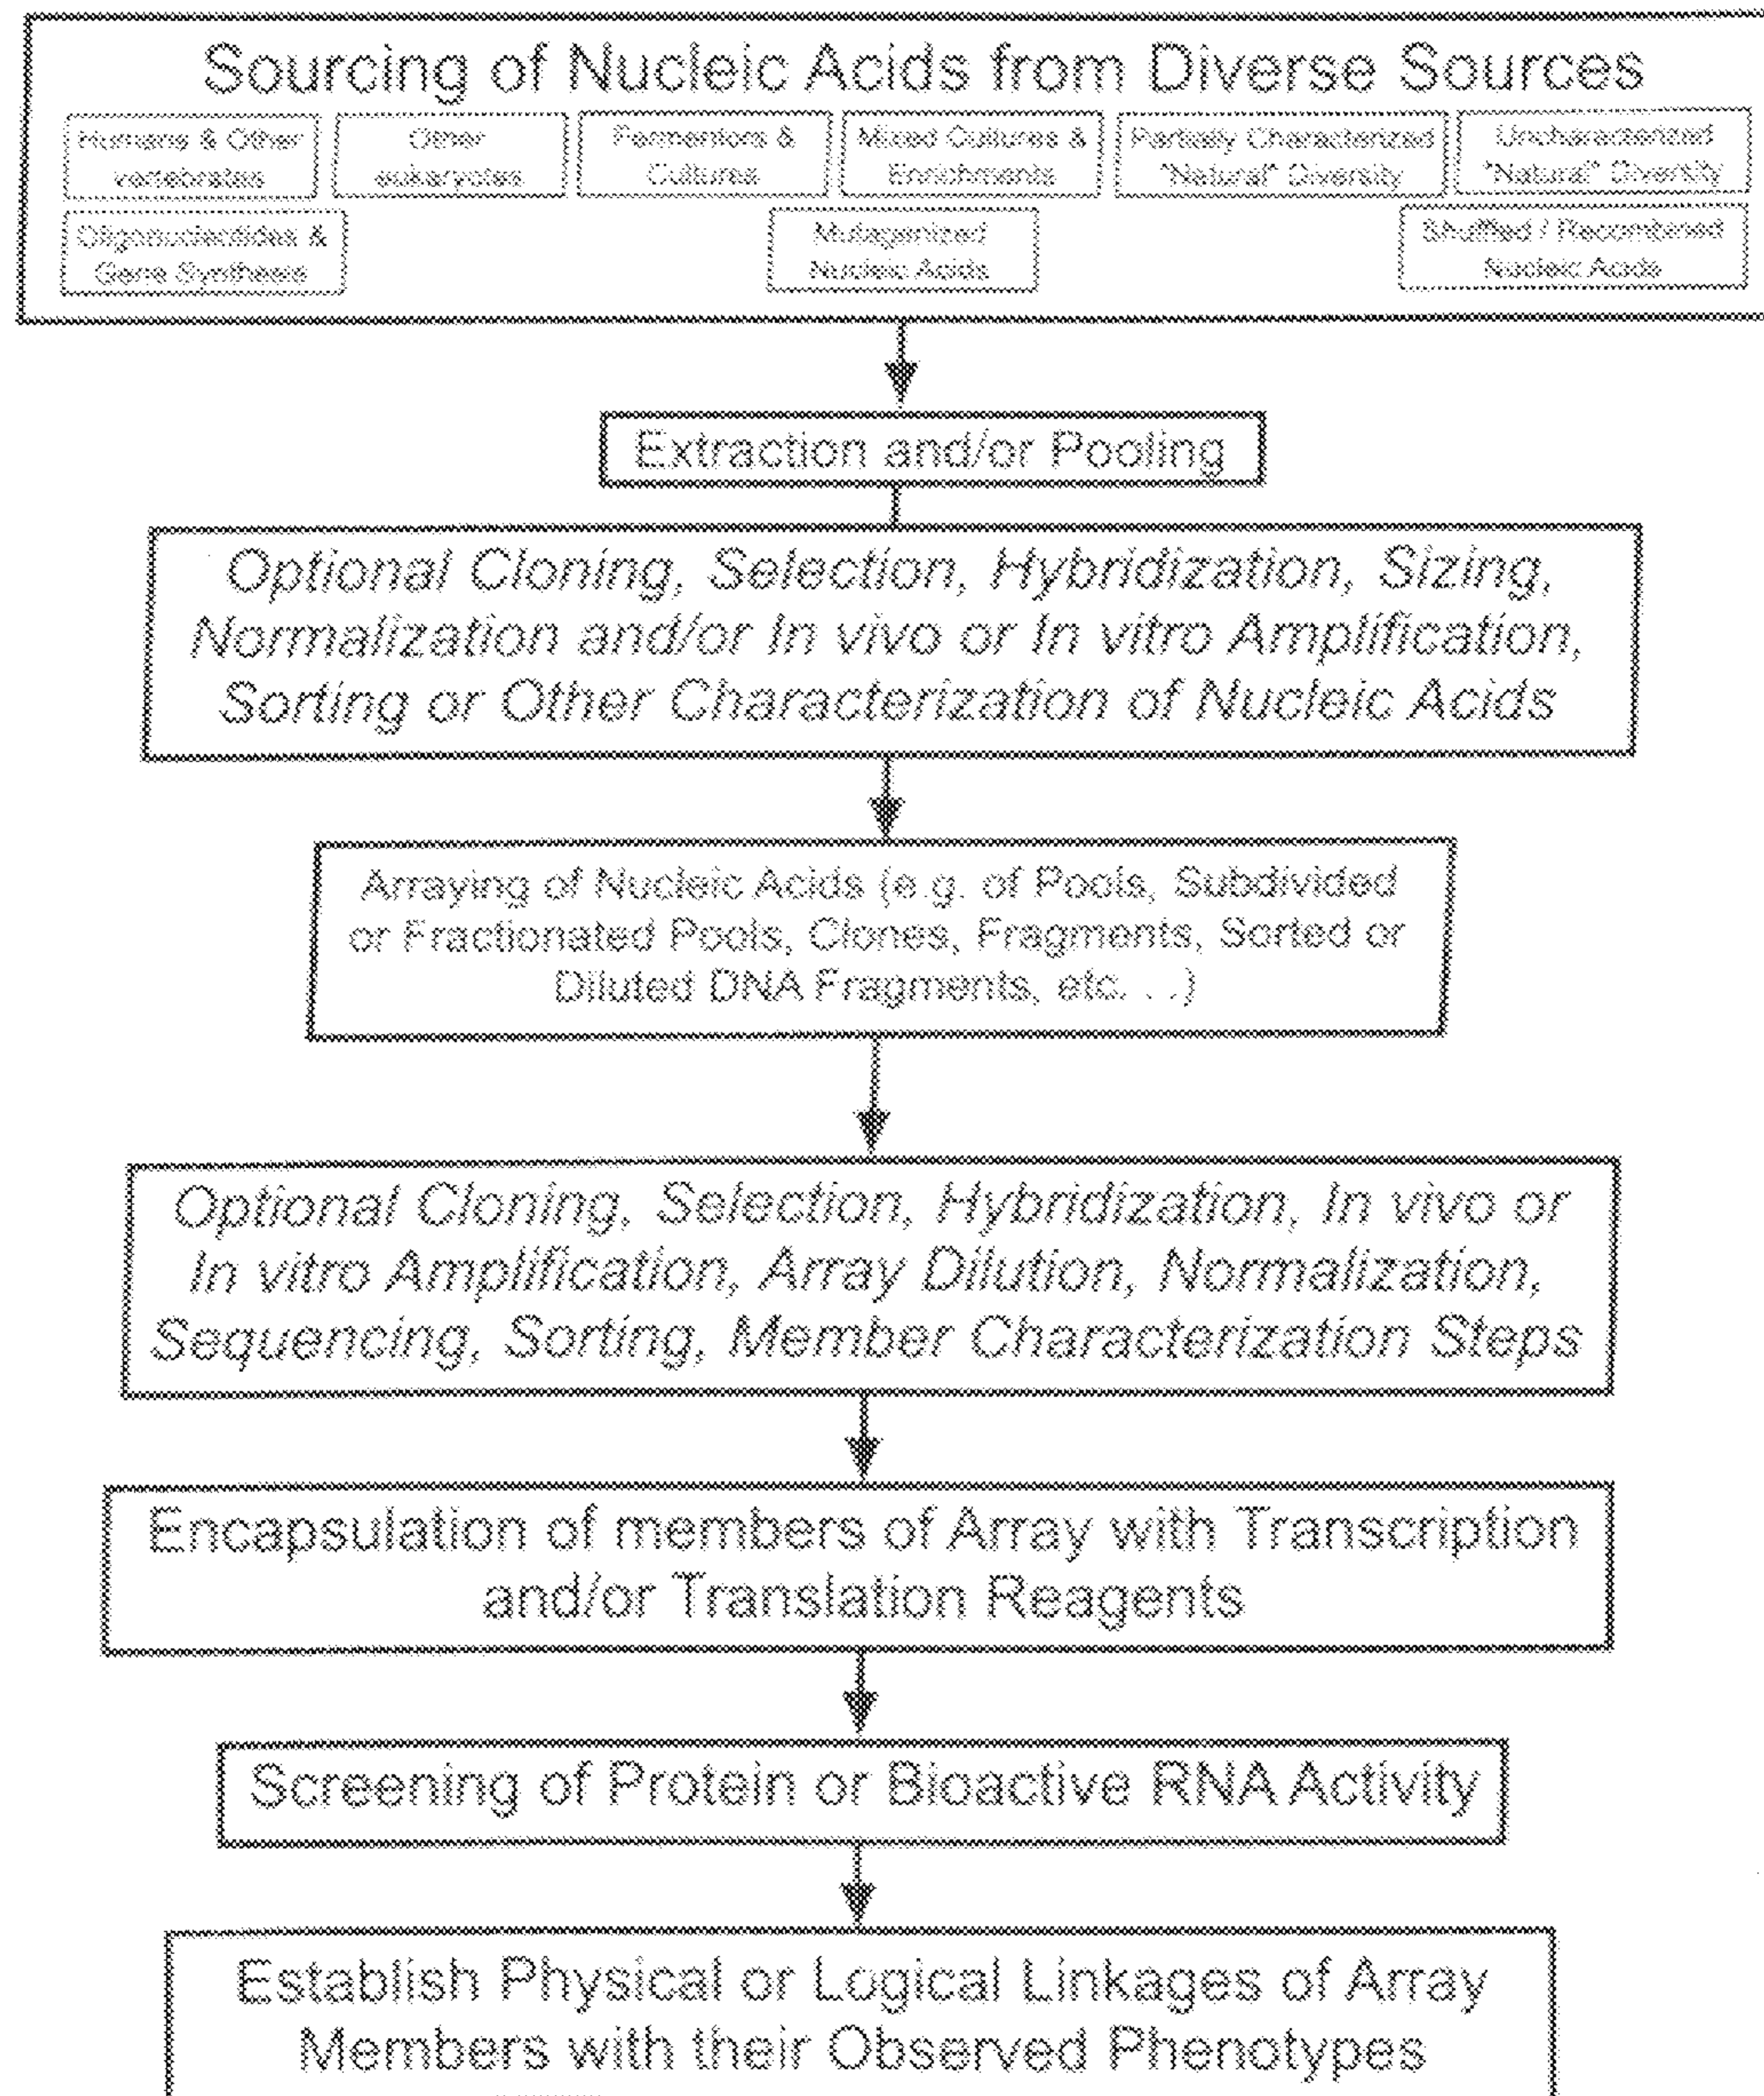 Sourcing of Nucleic Acids from Diverse Sources
Humans & Other
vertebrates
Other
eukaryotes
Fermentors &
Cultures
Mixed Cultures &
Enrichments
Partially Characterized
"Natural" Diversity
Uncharacterized
"Natural" Diversity
Oligonucleotides &
Gene Synthesis
Mutagenized
Nucleic Acids
Shuffled / Recombined
Nucleic Acids
Extraction and/or Pooling
Optional Cloning, Selection, Hybridization, Sizing,
Normalization and/or In vivo or In vitro Amplification,
Sorting or Other Characterization of Nucleic Acids
Arraying of Nucleic Acids (e.g. of Pools, Subdivided
or Fractionated Pools, Clones, Fragments, Sorted or
Diluted DNA Fragments, etc. . .)
Optional Cloning, Selection, Hybridization, In vivo or
In vitro Amplification, Array Dilution, Normalization,
Sequencing, Sorting, Member Characterization Steps
Encapsulation of members of Array with Transcription
and/or Translation Reagents
Screening of Protein or Bioactive RNA Activity
Establish Physical or Logical Linkages of Array
Members with their Observed Phenotypes